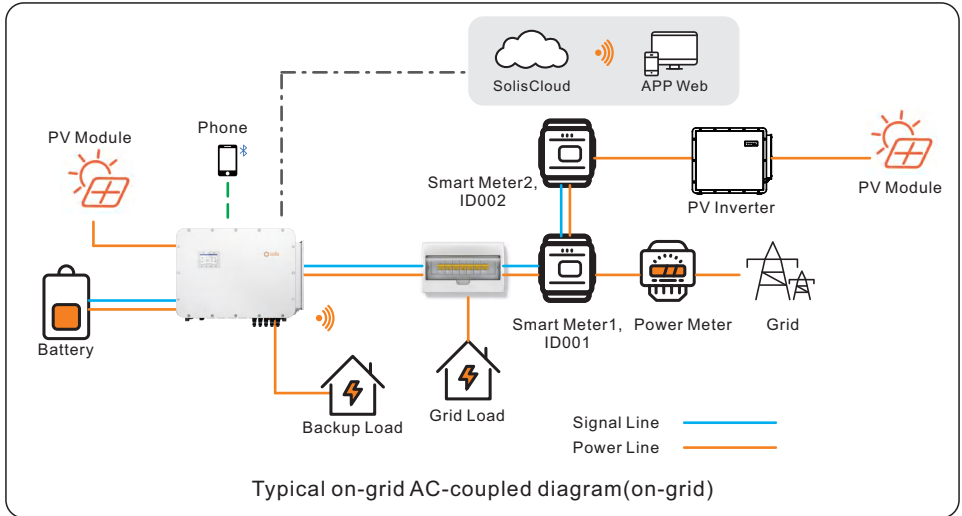 SolisCloud
APP Web
PV Module
Phone
Smart Meter2,
ID002
PV Inverter
PV Module
solis
Battery
Smart Meter1,
ID001
Power Meter
Grid
Backup Load
Grid Load
Signal Line
Power Line
Typical on-grid AC-coupled diagram(on-grid)